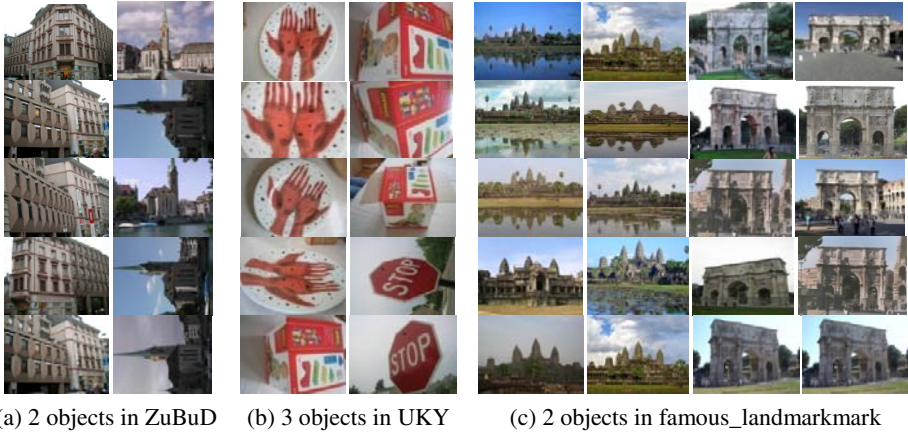 STOP
STOP
(a) 2 objects in ZuBuD
(b) 3 objects in UKY
(c) 2 objects in famous_landmarkmark